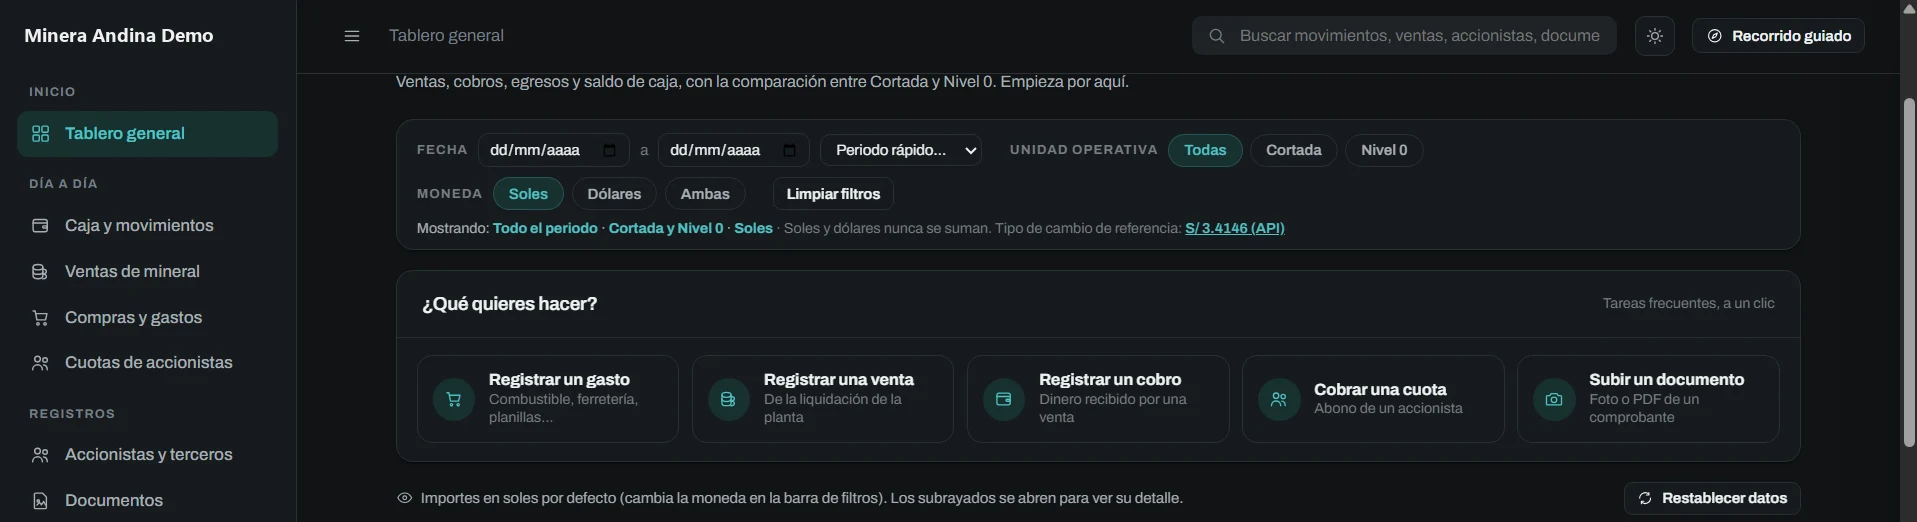 Minera Andina Demo
INICIO
Tablero general
DÍA A DÍA
Caja y movimientos
Ventas de mineral
Compras y gastos
Cuotas de accionistas
REGISTROS
Accionistas y terceros
Documentos
Tablero general
Buscar movimientos, ventas, accionistas, docume
Recorrido guiado
Ventas, cobros, egresos y saldo de caja, con la comparación entre Cortada y Nivel 0. Empieza por aquí.
FECHA dd/mm/aaaa a dd/mm/aaaa Periodo rápido... UNIDAD OPERATIVA Todas Cortada Nivel 0
MONEDA Soles Dólares Ambas Limpiar filtros
Mostrando: Todo el periodo · Cortada y Nivel 0 · Soles · Soles y dólares nunca se suman. Tipo de cambio de referencia: S/ 3.4146 (API)
¿Qué quieres hacer?
Tareas frecuentes, a un clic
Registrar un gasto
Combustible, ferretería,
planillas...
Registrar una venta
De la liquidación de la
planta
Registrar un cobro
Dinero recibido por una
venta
Cobrar una cuota
Abono de un accionista
Subir un documento
Foto o PDF de un
comprobante
Importes en soles por defecto (cambia la moneda en la barra de filtros). Los subrayados se abren para ver su detalle.
Restablecer datos